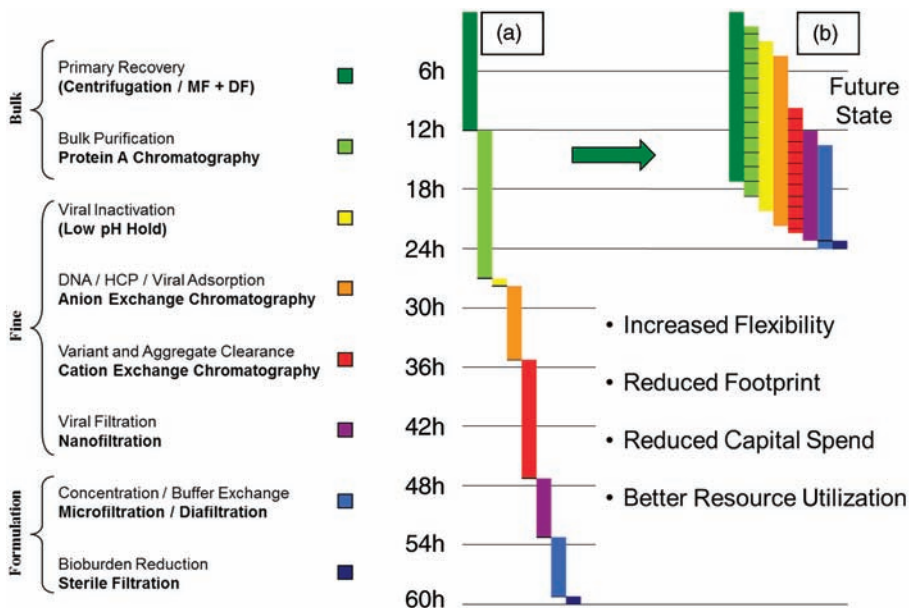 Bulk
Primary Recovery
(Centrifugation / MF + DF)
Bulk Purification
Protein A Chromatography
Fine
Viral Inactivation
(Low pH Hold)
DNA / HCP / Viral Adsorption
Anion Exchange Chromatography
Variant and Aggregate Clearance
Cation Exchange Chromatography
Viral Filtration
Nanofiltration
Formulation
Concentration / Buffer Exchange
Microfiltration / Diafiltration
Bioburden Reduction
Sterile Filtration
(a)
(b)
6h
12h
18h
24h
30h
36h
42h
48h
54h
60h
Future
State
• Increased Flexibility
• Reduced Footprint
• Reduced Capital Spend
• Better Resource Utilization